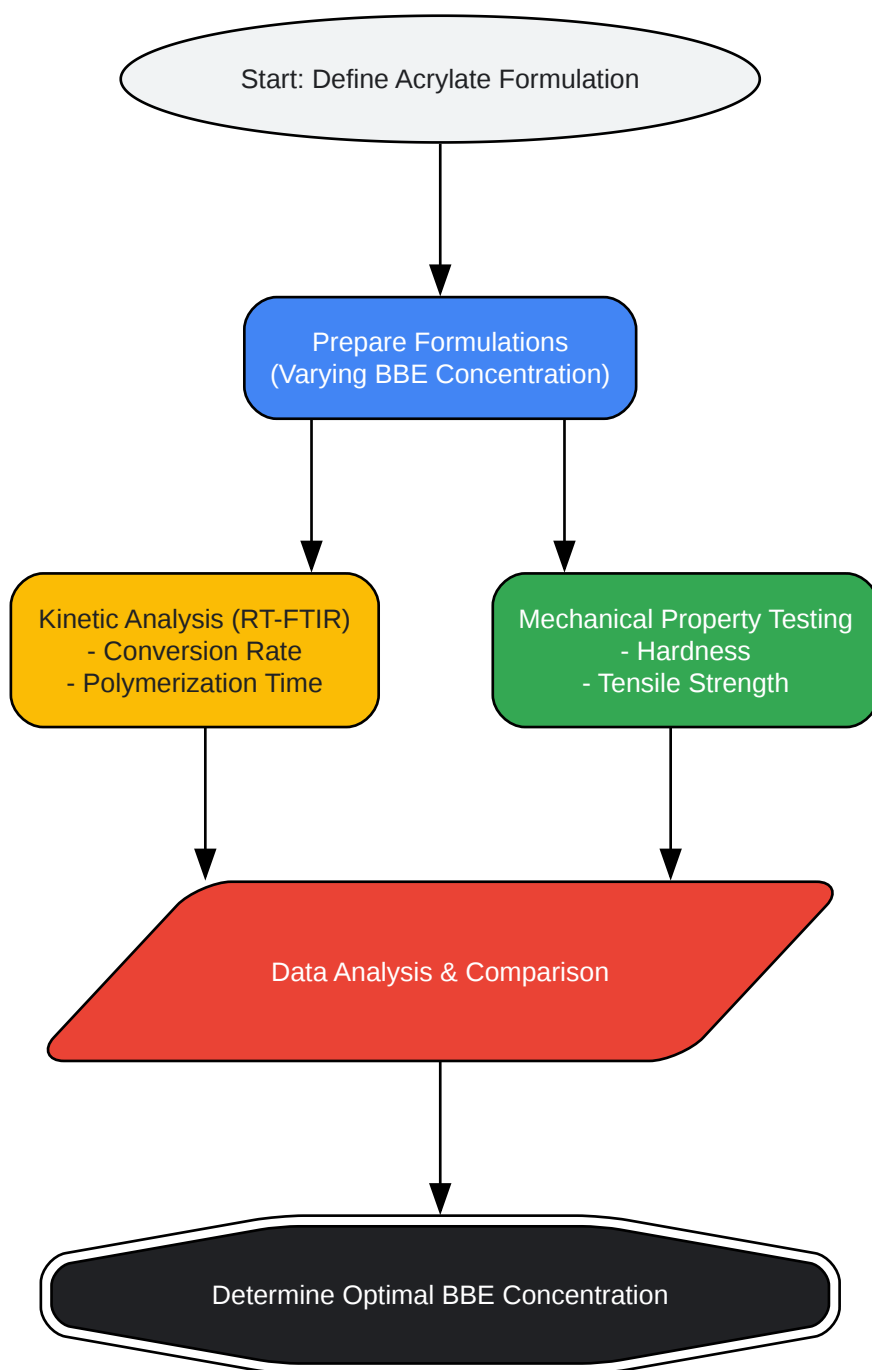 Start: Define Acrylate Formulation
Prepare Formulations
(Varying BBE Concentration)
Kinetic Analysis (RT-FTIR)
- Conversion Rate
- Polymerization Time
Mechanical Property Testing
- Hardness
- Tensile Strength
Data Analysis & Comparison
Determine Optimal BBE Concentration